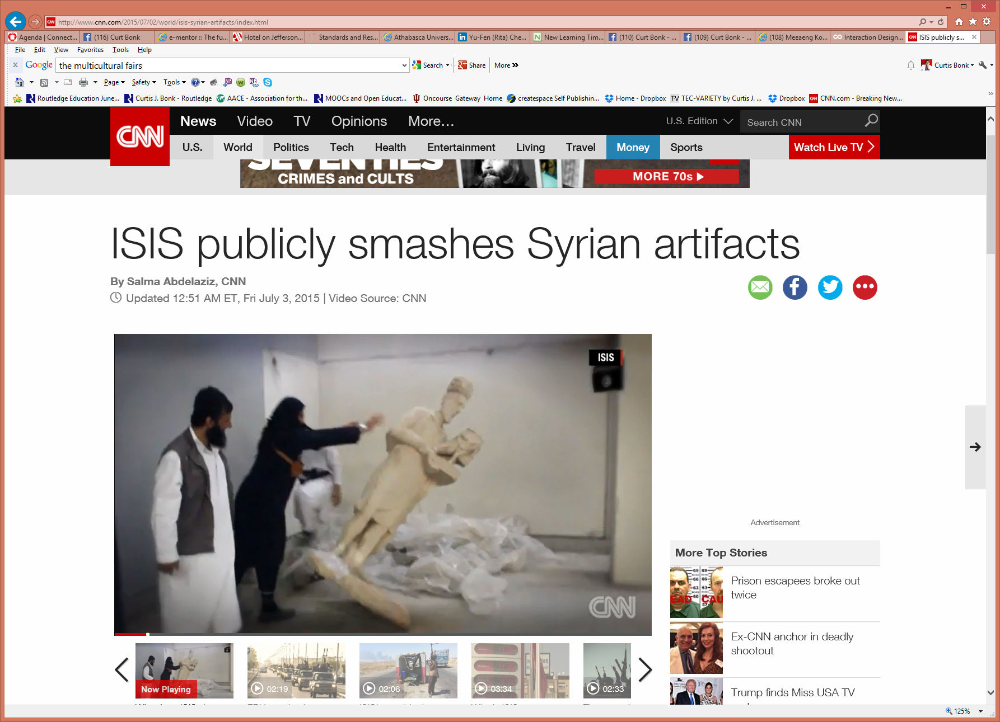 http://www.cnn.com/2015/07/02/world/isis-syrian-artifacts/index.html
Agenda | Connect...
(116) Curt Bonk
e-mentor :: The fu...
Hotel on Jefferson...
Standards and Res...
Athabasca Univers...
Yu-Fen (Rita) Che...
New Learning Tim...
(110) Curt Bonk - ...
(109) Curt Bonk - ...
(108) Meeaeng Ko...
Interaction Design...
ISIS publicly s...
File Edit View Favorites Tools Help
x Google the multicultural fairs Search Share More » Curtis Bonk
Page Safety Tools
Routledge Education June... Curtis J. Bonk - Routledge AACE - Association for th... MOOCs and Open Educat... Oncourse Gateway Home createspace Self Publishin... Home - Dropbox TEC-VARIETY by Curtis J. ... Dropbox CNN.com - Breaking New...
CNN
News Video TV Opinions More... U.S. Edition Search CNN
U.S. World Politics Tech Health Entertainment Living Travel Money Sports Watch Live TV
SEVENTIES
CRIMES and CULTS
MORE 70s
ISIS publicly smashes Syrian artifacts
By Salma Abdelaziz, CNN
Updated 12:51 AM ET, Fri July 3, 2015 | Video Source: CNN
ISIS
CNN
Advertisement
More Top Stories
Prison escapees broke out
twice
Ex-CNN anchor in deadly
shootout
Trump finds Miss USA TV
Now Playing
02:19
02:06
03:34
02:33
125%